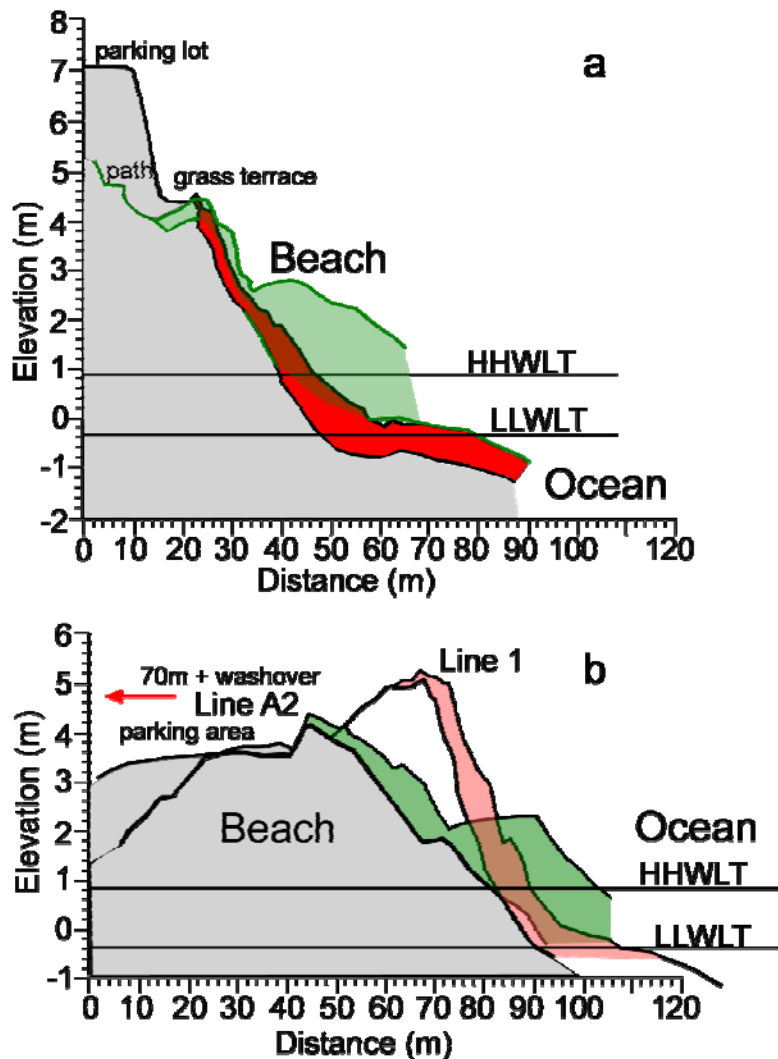 8
parking lot
a
7
6
5
path
grass terrace
4
Beach
3
2
1
HHWLT
0
LLWLT
-1
Ocean
-2
Elevation (m)
0 10 20 30 40 50 60 70 80 90 100 120
Distance (m)
6
Line 1
b
70m + washover
5
Line A2
parking area
4
3
Beach
Ocean
2
1
HHWLT
0
LLWLT
-1
Elevation (m)
0 10 20 30 40 50 60 70 80 90 100 120
Distance (m)